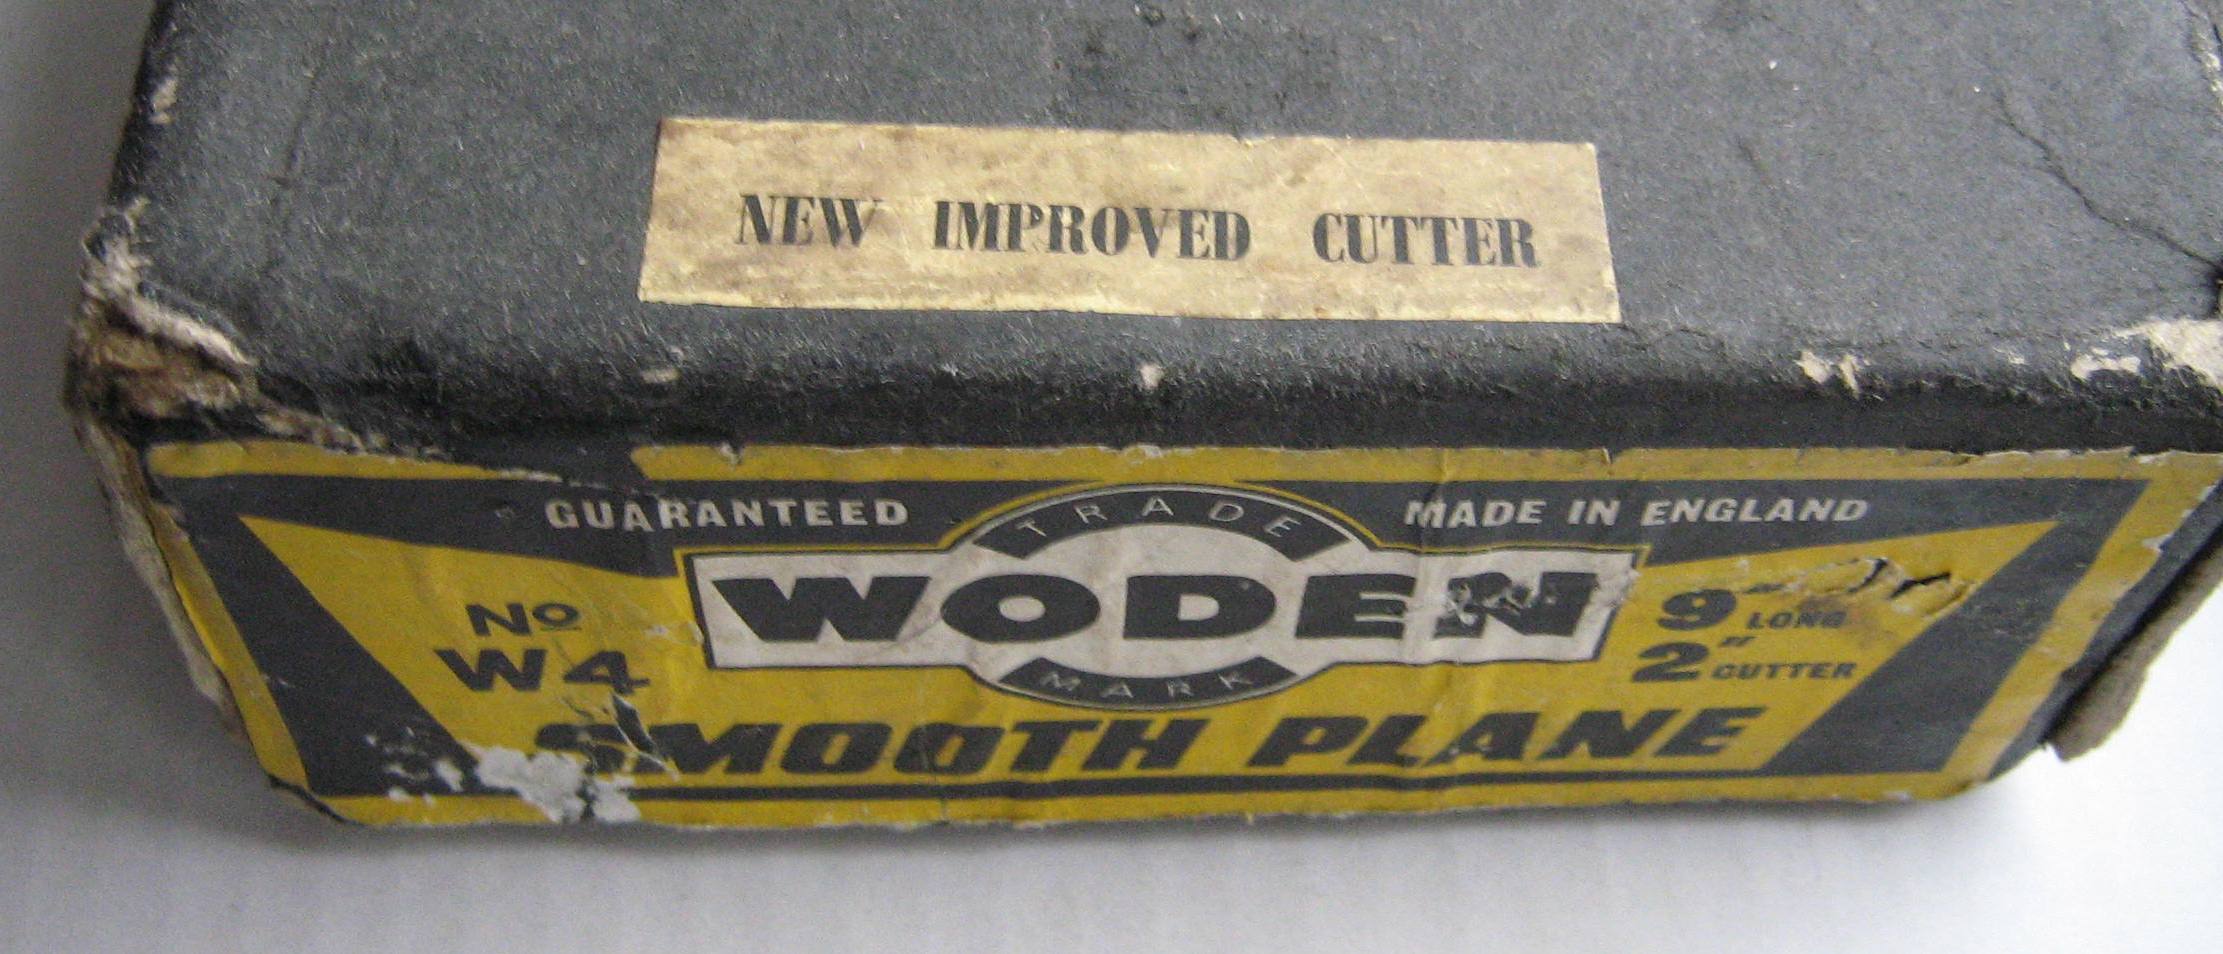 NEW IMPROVED CUTTER
GUARANTEED
MADE IN ENGLAND
TRADE
WODEN
MARK
Nº
W4
9" LONG
2" CUTTER
SMOOTH PLANE